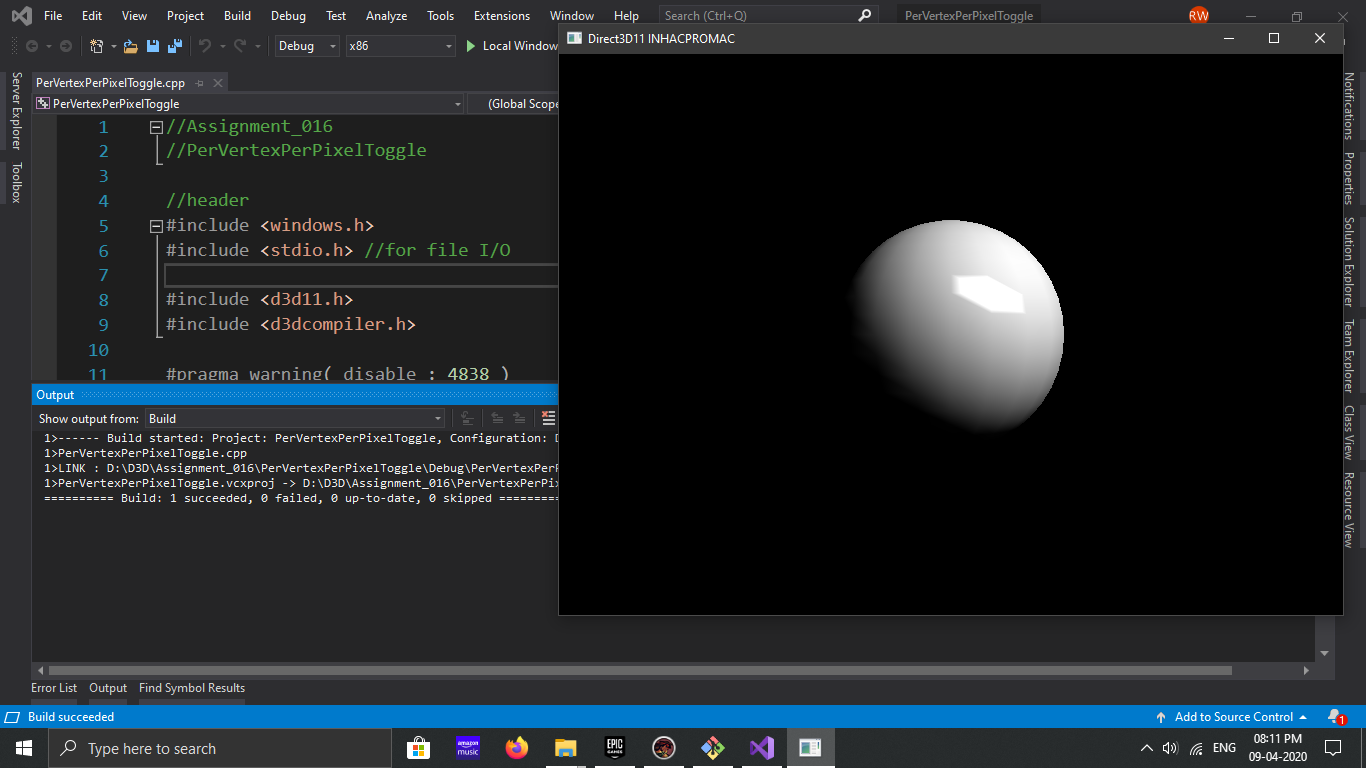 File Edit View Project Build Debug Test Analyze Tools Extensions Window Help Search (Ctrl+Q) PerVertexPerPixelToggle RW
Debug x86 Local Window
Direct3D11 INHACPROMAC
Server Explorer
Toolbox
PerVertexPerPixelToggle.cpp
PerVertexPerPixelToggle (Global Scope
1 //Assignment_016
2 //PerVertexPerPixelToggle
3
4 //header
5 #include <windows.h>
6 #include <stdio.h> //for file I/O
7
8 #include <d3d11.h>
9 #include <d3dcompiler.h>
10
11 #pragma warning( disable : 4838 )
Output
Show output from: Build
1>------ Build started: Project: PerVertexPerPixelToggle, Configuration:
1>PerVertexPerPixelToggle.cpp
1>LINK : D:\D3D\Assignment_016\PerVertexPerPixelToggle\Debug\PerVertexPer
1>PerVertexPerPixelToggle.vcxproj -> D:\D3D\Assignment_016\PerVertexPerPi
========== Build: 1 succeeded, 0 failed, 0 up-to-date, 0 skipped ==========
Notifications
Properties
Solution Explorer
Team Explorer
Class View
Resource View
Error List Output Find Symbol Results
Build succeeded Add to Source Control 1
Type here to search amazon music EPIC GAMES ENG 08:11 PM
09-04-2020